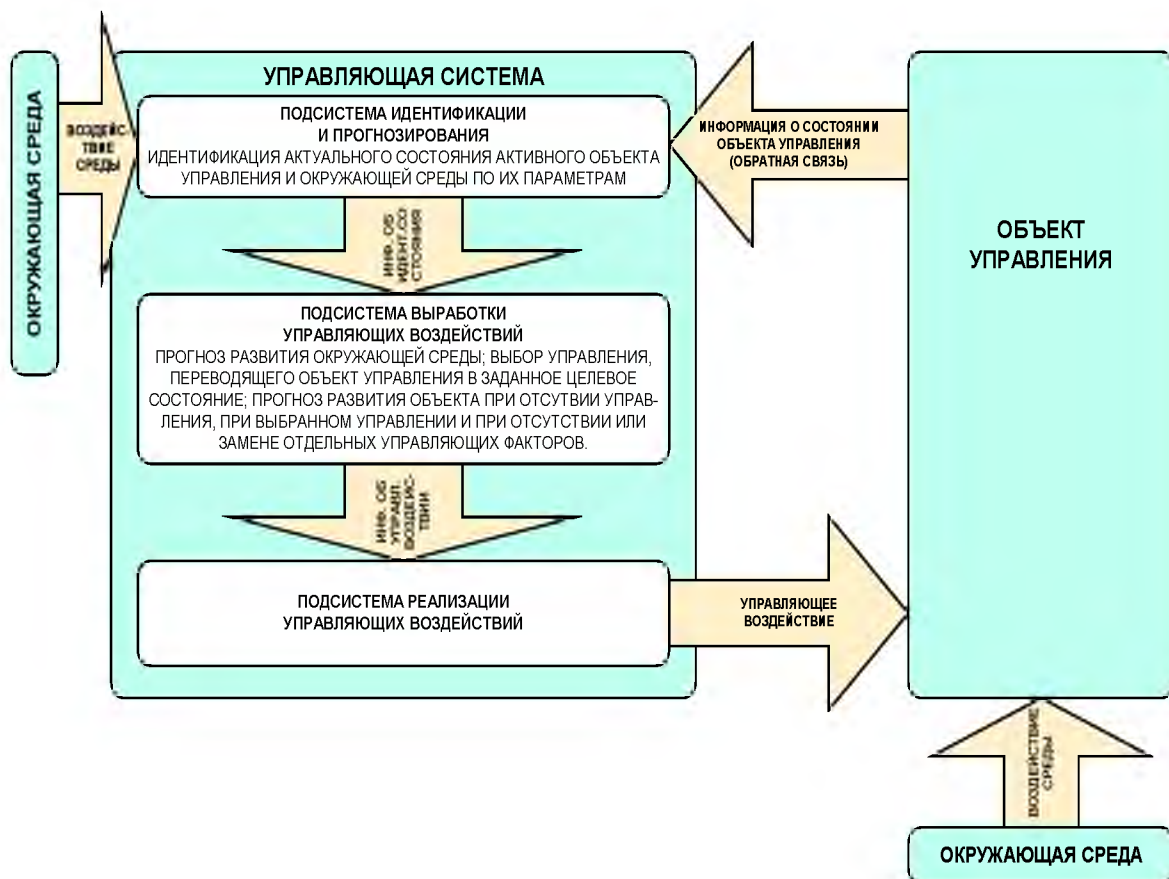 ОКРУЖАЮЩАЯ СРЕДА
ВОЗДЕЙС-
ТВИЕ
СРЕДЫ
УПРАВЛЯЮЩАЯ СИСТЕМА
ПОДСИСТЕМА ИДЕНТИФИКАЦИИ
И ПРОГНОЗИРОВАНИЯ
ИДЕНТИФИКАЦИЯ АКТУАЛЬНОГО СОСТОЯНИЯ АКТИВНОГО ОБЪЕКТА
УПРАВЛЕНИЯ И ОКРУЖАЮЩЕЙ СРЕДЫ ПО ИХ ПАРАМЕТРАМ
ИНФ. ОБ
ИДЕНТ.СО
СТОЯНИЯ
ПОДСИСТЕМА ВЫРАБОТКИ
УПРАВЛЯЮЩИХ ВОЗДЕЙСТВИЙ
ПРОГНОЗ РАЗВИТИЯ ОКРУЖАЮЩЕЙ СРЕДЫ; ВЫБОР УПРАВЛЕНИЯ,
ПЕРЕВОДЯЩЕГО ОБЪЕКТ УПРАВЛЕНИЯ В ЗАДАННОЕ ЦЕЛЕВОЕ
СОСТОЯНИЕ; ПРОГНОЗ РАЗВИТИЯ ОБЪЕКТА ПРИ ОТСУТВИИ УПРАВ-
ЛЕНИЯ, ПРИ ВЫБРАННОМ УПРАВЛЕНИИ И ПРИ ОТСУТСТВИИ ИЛИ
ЗАМЕНЕ ОТДЕЛЬНЫХ УПРАВЛЯЮЩИХ ФАКТОРОВ.
ИНФ. ОБ
УПРАВЛ.
ВОЗДЕЙС-
ТВИИ
ПОДСИСТЕМА РЕАЛИЗАЦИИ
УПРАВЛЯЮЩИХ ВОЗДЕЙСТВИЙ
ИНФОРМАЦИЯ О СОСТОЯНИИ
ОБЪЕКТА УПРАВЛЕНИЯ
(ОБРАТНАЯ СВЯЗЬ)
УПРАВЛЯЮЩЕЕ
ВОЗДЕЙСТВИЕ
ОБЪЕКТ
УПРАВЛЕНИЯ
ВОЗДЕЙСТВИЕ
СРЕДЫ
ОКРУЖАЮЩАЯ СРЕДА